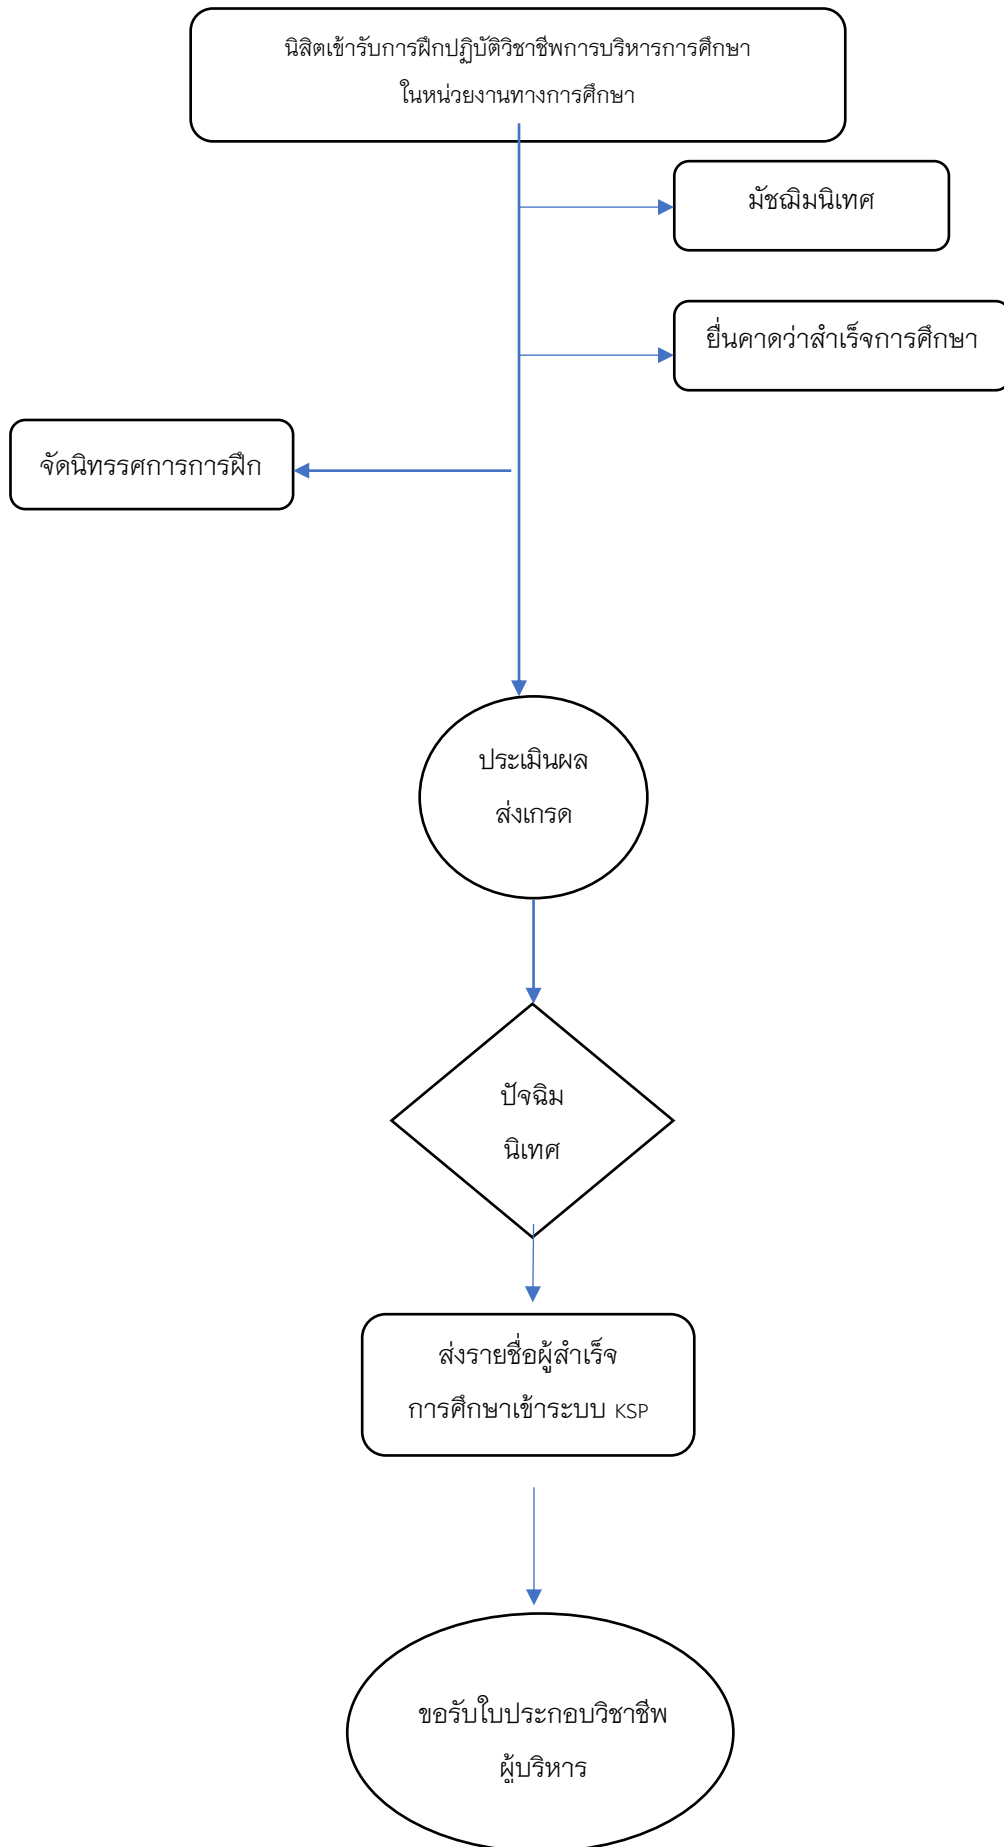 นิสิตเข้ารับการฝึกปฏิบัติวิชาชีพการบริหารการศึกษา
ในหน่วยงานทางการศึกษา
มัชฌิมนิเทศ
ยื่นคาดว่าสำเร็จการศึกษา
จัดนิทรรศการการฝึก
ประเมินผล
ส่งเกรด
ปัจฉิม
นิเทศ
ส่งรายชื่อผู้สำเร็จ
การศึกษาเข้าระบบ KSP
ขอรับใบประกอบวิชาชีพ
ผู้บริหาร